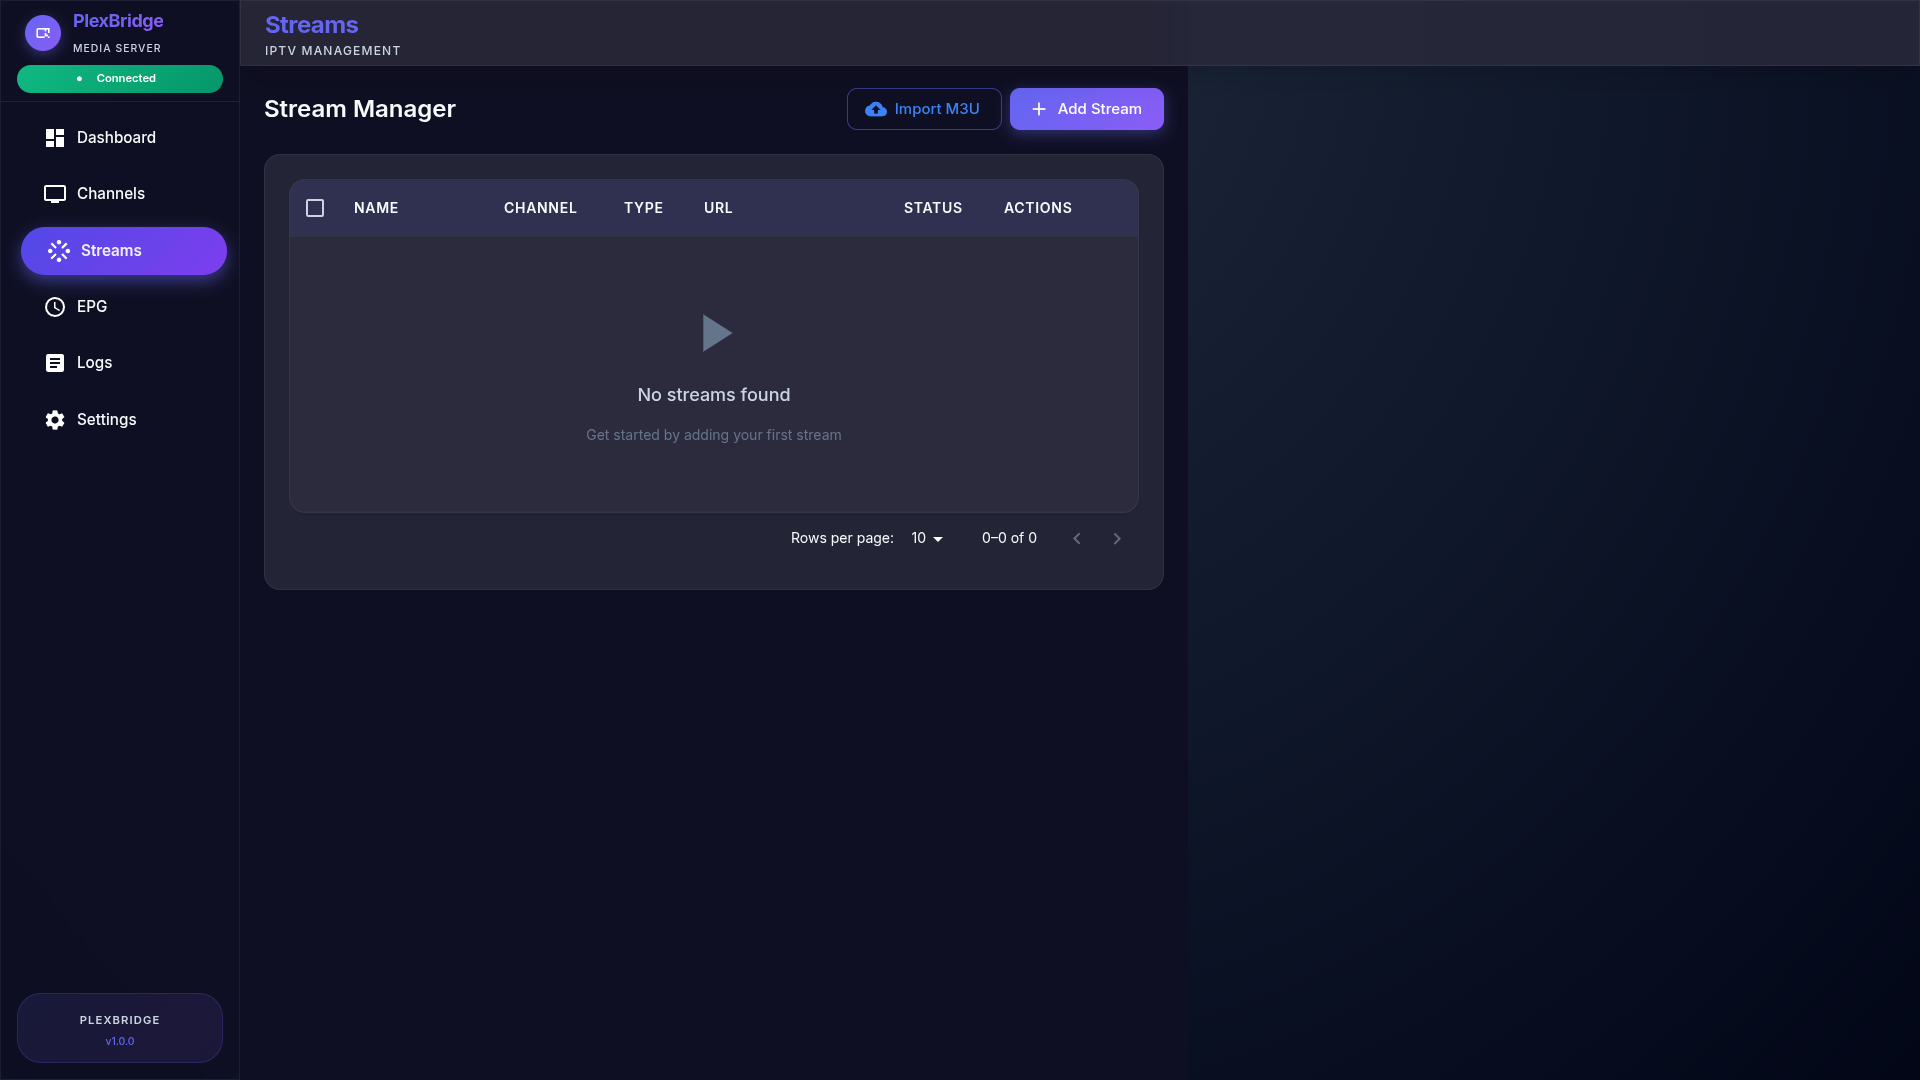 PlexBridge
MEDIA SERVER
Connected
Dashboard
Channels
Streams
EPG
Logs
Settings
PLEXBRIDGE
v1.0.0
Streams
IPTV MANAGEMENT
Stream Manager
Import M3U
Add Stream
NAME CHANNEL TYPE URL STATUS ACTIONS
No streams found
Get started by adding your first stream
Rows per page: 10 0–0 of 0